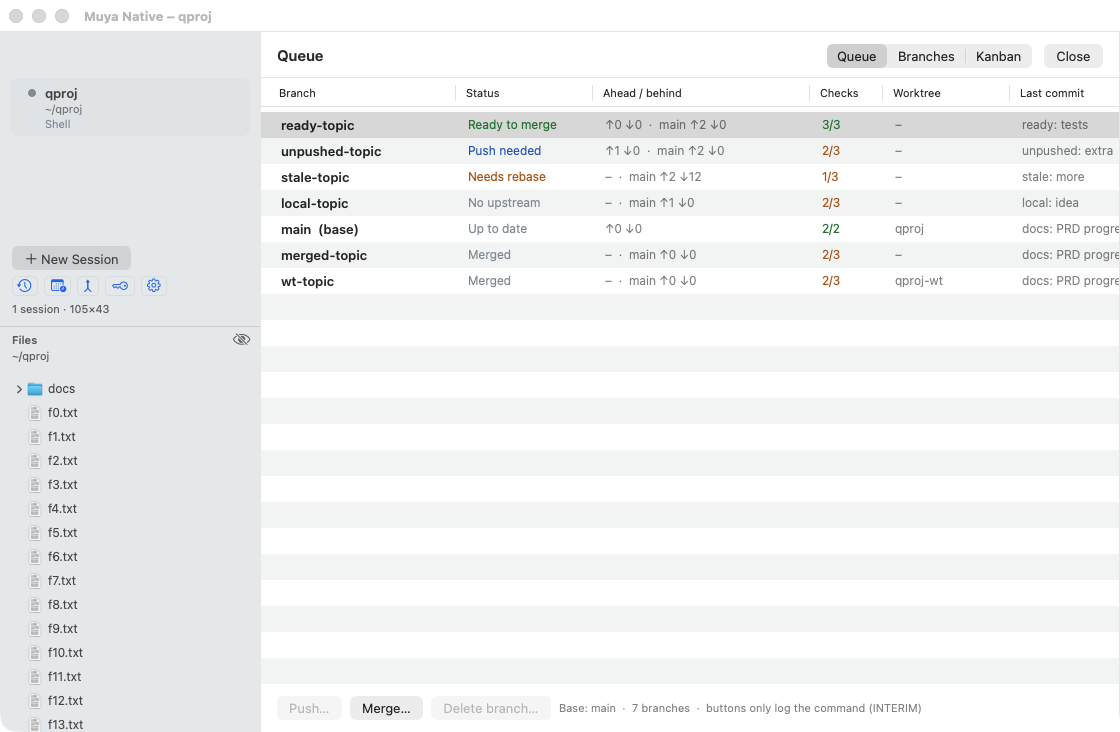 Muya Native – qproj
qproj
~/qproj
Shell
+ New Session
1 session · 105×43
Files
~/qproj
docs
f0.txt
f1.txt
f2.txt
f3.txt
f4.txt
f5.txt
f6.txt
f7.txt
f8.txt
f9.txt
f10.txt
f11.txt
f12.txt
f13.txt
Queue
Queue Branches Kanban Close
Branch Status Ahead / behind Checks Worktree Last commit
ready-topic Ready to merge ↑0 ↓0 · main ↑2 ↓0 3/3 – ready: tests
unpushed-topic Push needed ↑1 ↓0 · main ↑2 ↓0 2/3 – unpushed: extra
stale-topic Needs rebase – · main ↑2 ↓12 1/3 – stale: more
local-topic No upstream – · main ↑1 ↓0 2/3 – local: idea
main (base) Up to date ↑0 ↓0 2/2 qproj docs: PRD progre
merged-topic Merged – · main ↑0 ↓0 2/3 – docs: PRD progre
wt-topic Merged – · main ↑0 ↓0 2/3 qproj-wt docs: PRD progre
Push... Merge... Delete branch... Base: main · 7 branches · buttons only log the command (INTERIM)